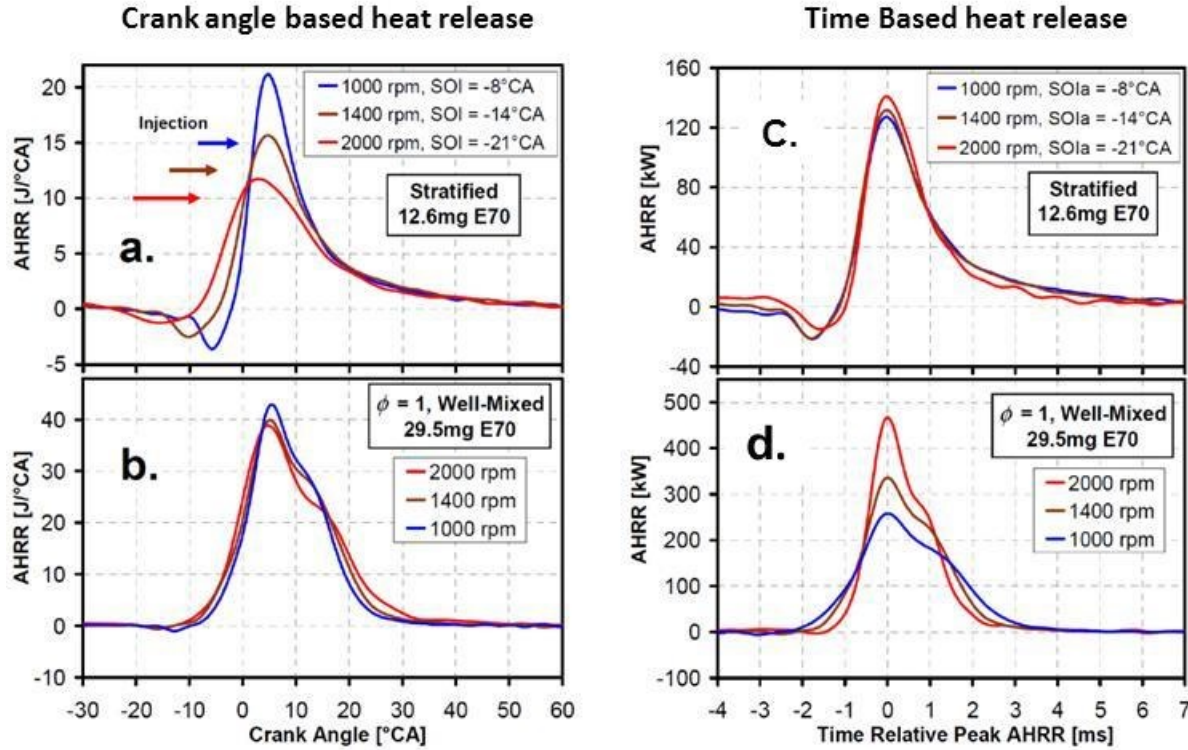 Crank angle based heat release
Time Based heat release
AHRR [J/°CA]
20
15
10
5
0
-5
Injection
1000 rpm, SOI = -8°CA
1400 rpm, SOI = -14°CA
2000 rpm, SOI = -21°CA
Stratified
12.6mg E70
a.
AHRR [kW]
160
120
80
40
0
-40
1000 rpm, SOIa = -8°CA
1400 rpm, SOIa = -14°CA
2000 rpm, SOIa = -21°CA
C.
Stratified
12.6mg E70
AHRR [J/°CA]
40
30
20
10
0
-10
ϕ = 1, Well-Mixed
29.5mg E70
b.
2000 rpm
1400 rpm
1000 rpm
-30 -20 -10 0 10 20 30 40 50 60
Crank Angle [°CA]
AHRR [kW]
500
400
300
200
100
0
-100
ϕ = 1, Well-Mixed
29.5mg E70
d.
2000 rpm
1400 rpm
1000 rpm
-4 -3 -2 -1 0 1 2 3 4 5 6 7
Time Relative Peak AHRR [ms]